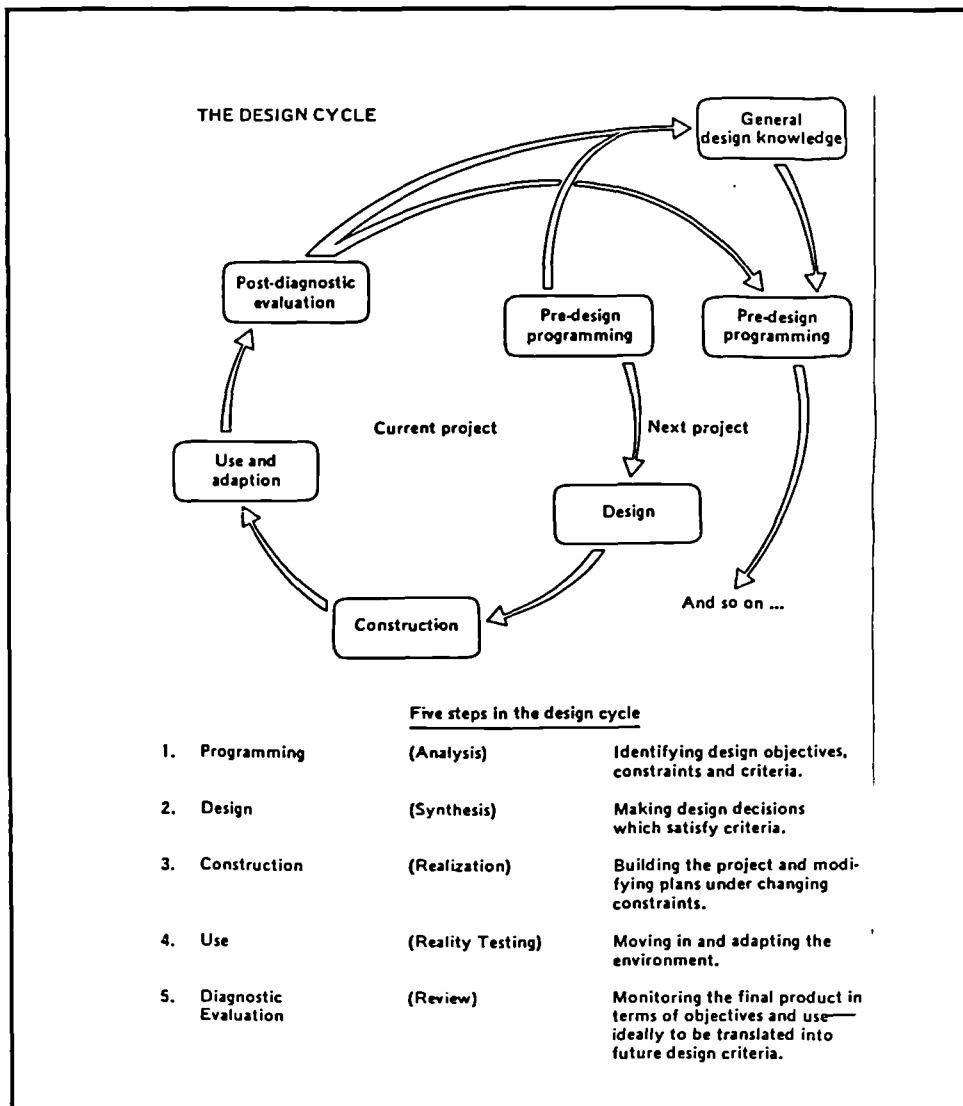 THE DESIGN CYCLE
General
design knowledge
Post-diagnostic
evaluation
Pre-design
programming
Pre-design
programming
Current project
Next project
Use and
adaption
Design
And so on ...
Construction
Five steps in the design cycle
1. Programming (Analysis) Identifying design objectives,
constraints and criteria.
2. Design (Synthesis) Making design decisions
which satisfy criteria.
3. Construction (Realization) Building the project and modi-
fying plans under changing
constraints.
4. Use (Reality Testing) Moving in and adapting the
environment.
5. Diagnostic (Review) Monitoring the final product in
Evaluation terms of objectives and use—
ideally to be translated into
future design criteria.